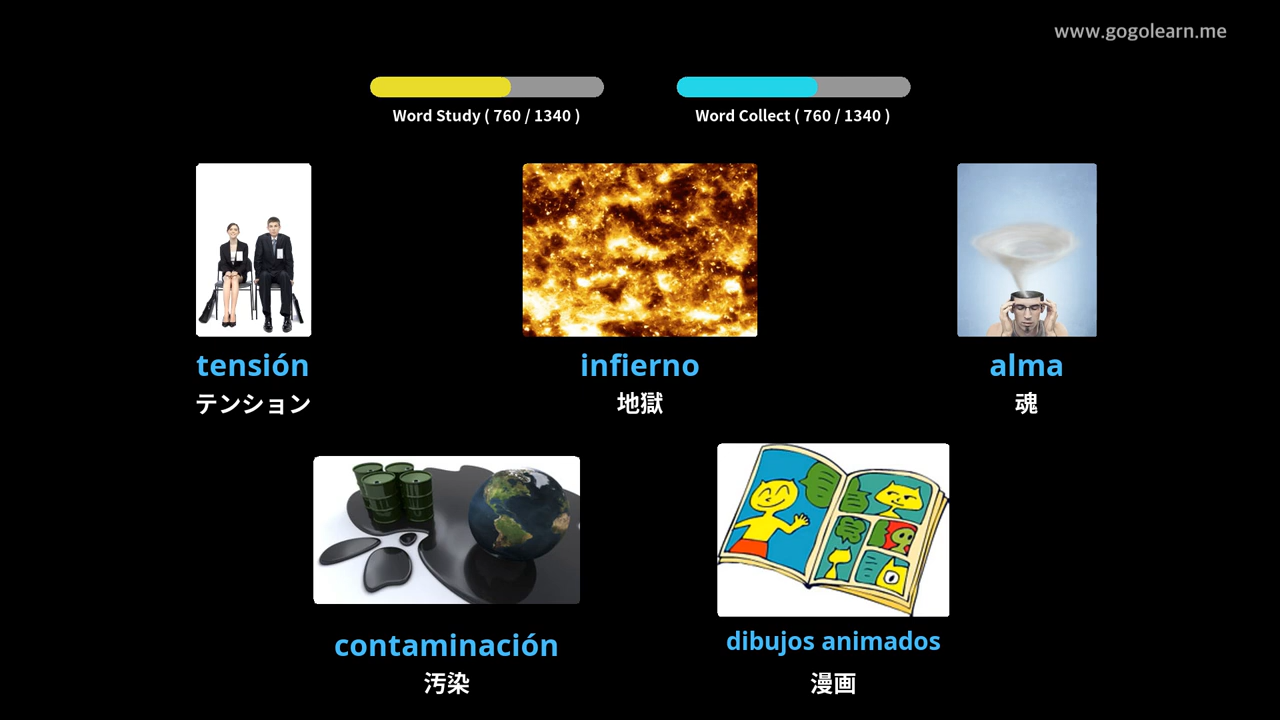 www.gogolearn.me
Word Study ( 760 / 1340 )
Word Collect ( 760 / 1340 )
tensión
テンション
infierno
地獄
alma
魂
contaminación
汚染
dibujos animados
漫画